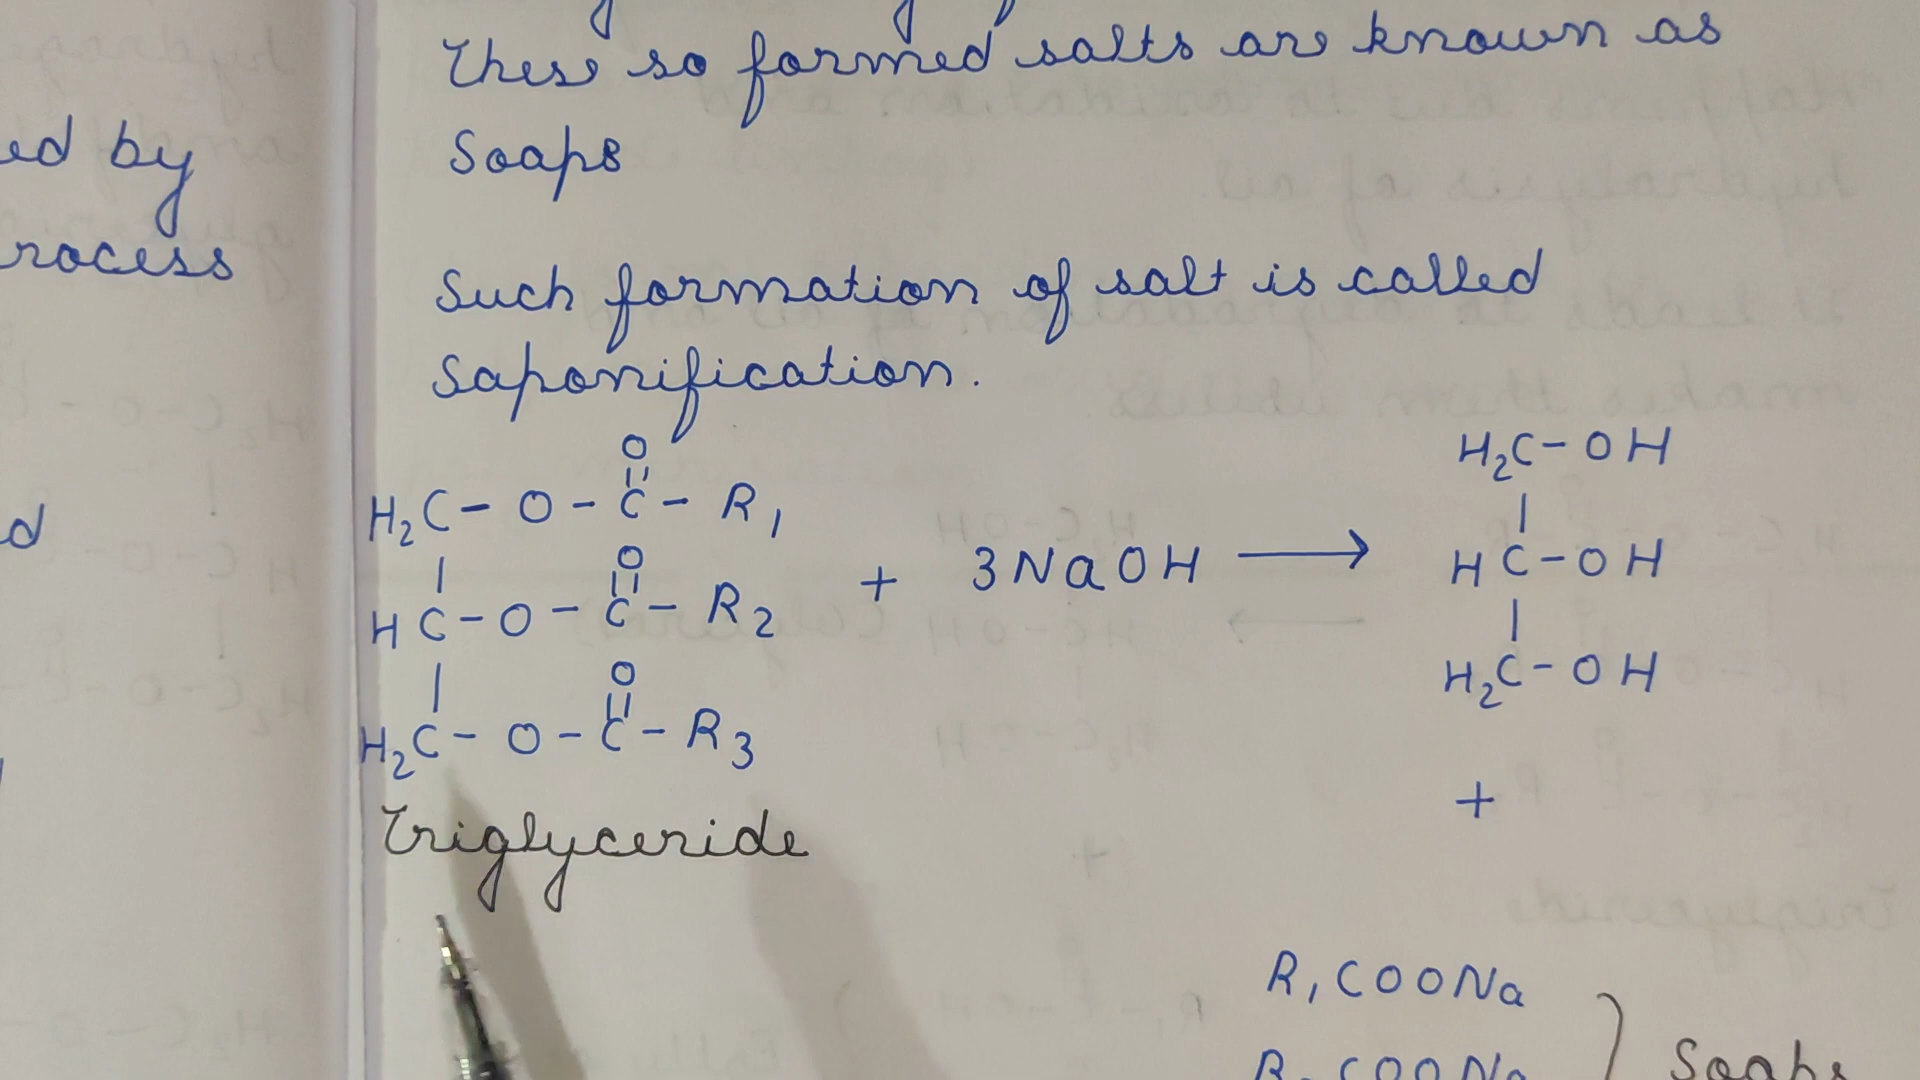 ed by
rocess
d
These so formed salts are known as
Soaps
Such formation of salt is called
Saponification.
O
H₂C - O - C - R₁
O
HC - O - C - R₂
O
H₂C - O - C - R₃
Triglyceride
+ 3NaOH ⟶
H₂C - OH
HC - OH
H₂C - OH
+
R₁COONa
R₂COONa
Soaps